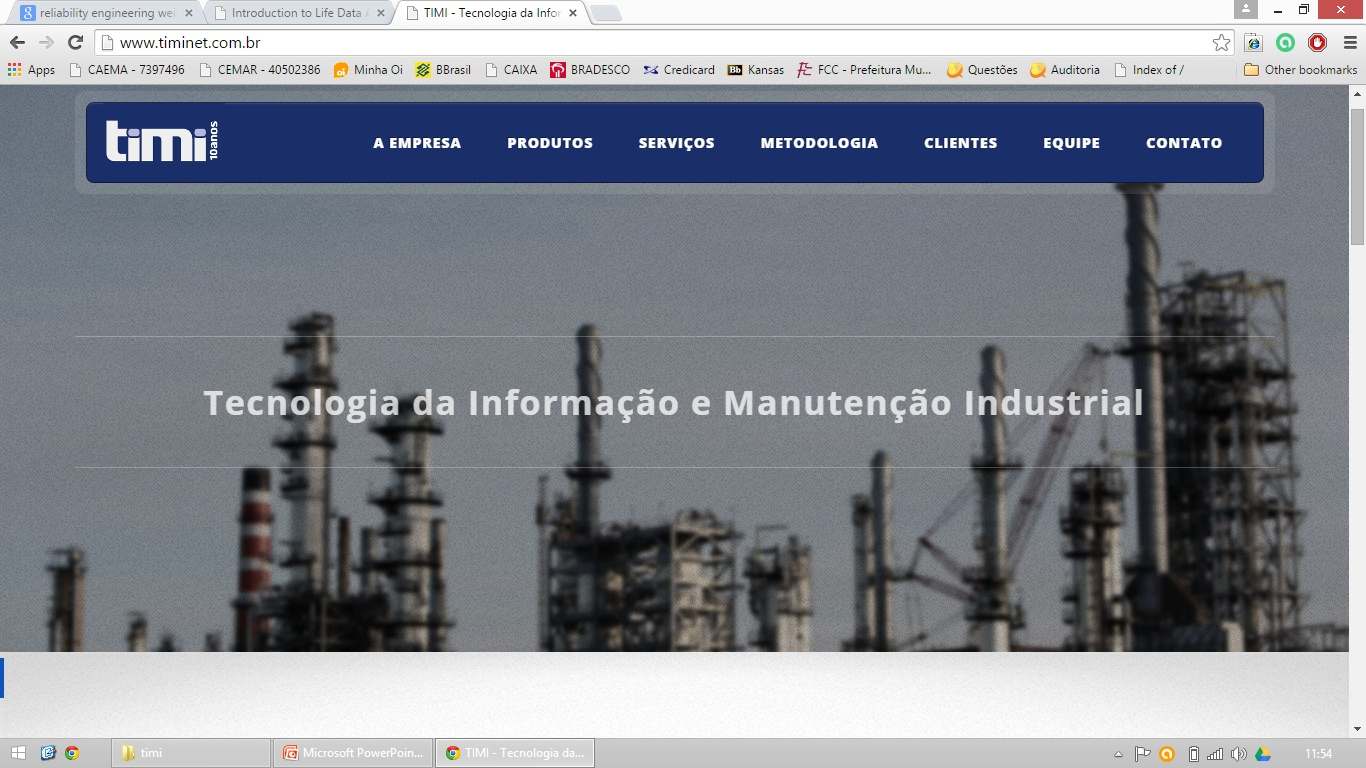 reliability engineering wei
Introduction to Life Data A
TIMI - Tecnologia da Infor
www.timinet.com.br
Apps CAEMA - 7397496 CEMAR - 40502386 Minha Oi BBrasil CAIXA BRADESCO Credicard Bb Kansas FCC - Prefeitura Mu... Questões Auditoria Index of / Other bookmarks
timi 10anos
A EMPRESA PRODUTOS SERVIÇOS METODOLOGIA CLIENTES EQUIPE CONTATO
Tecnologia da Informação e Manutenção Industrial
timi Microsoft PowerPoin... TIMI - Tecnologia da... 11:54